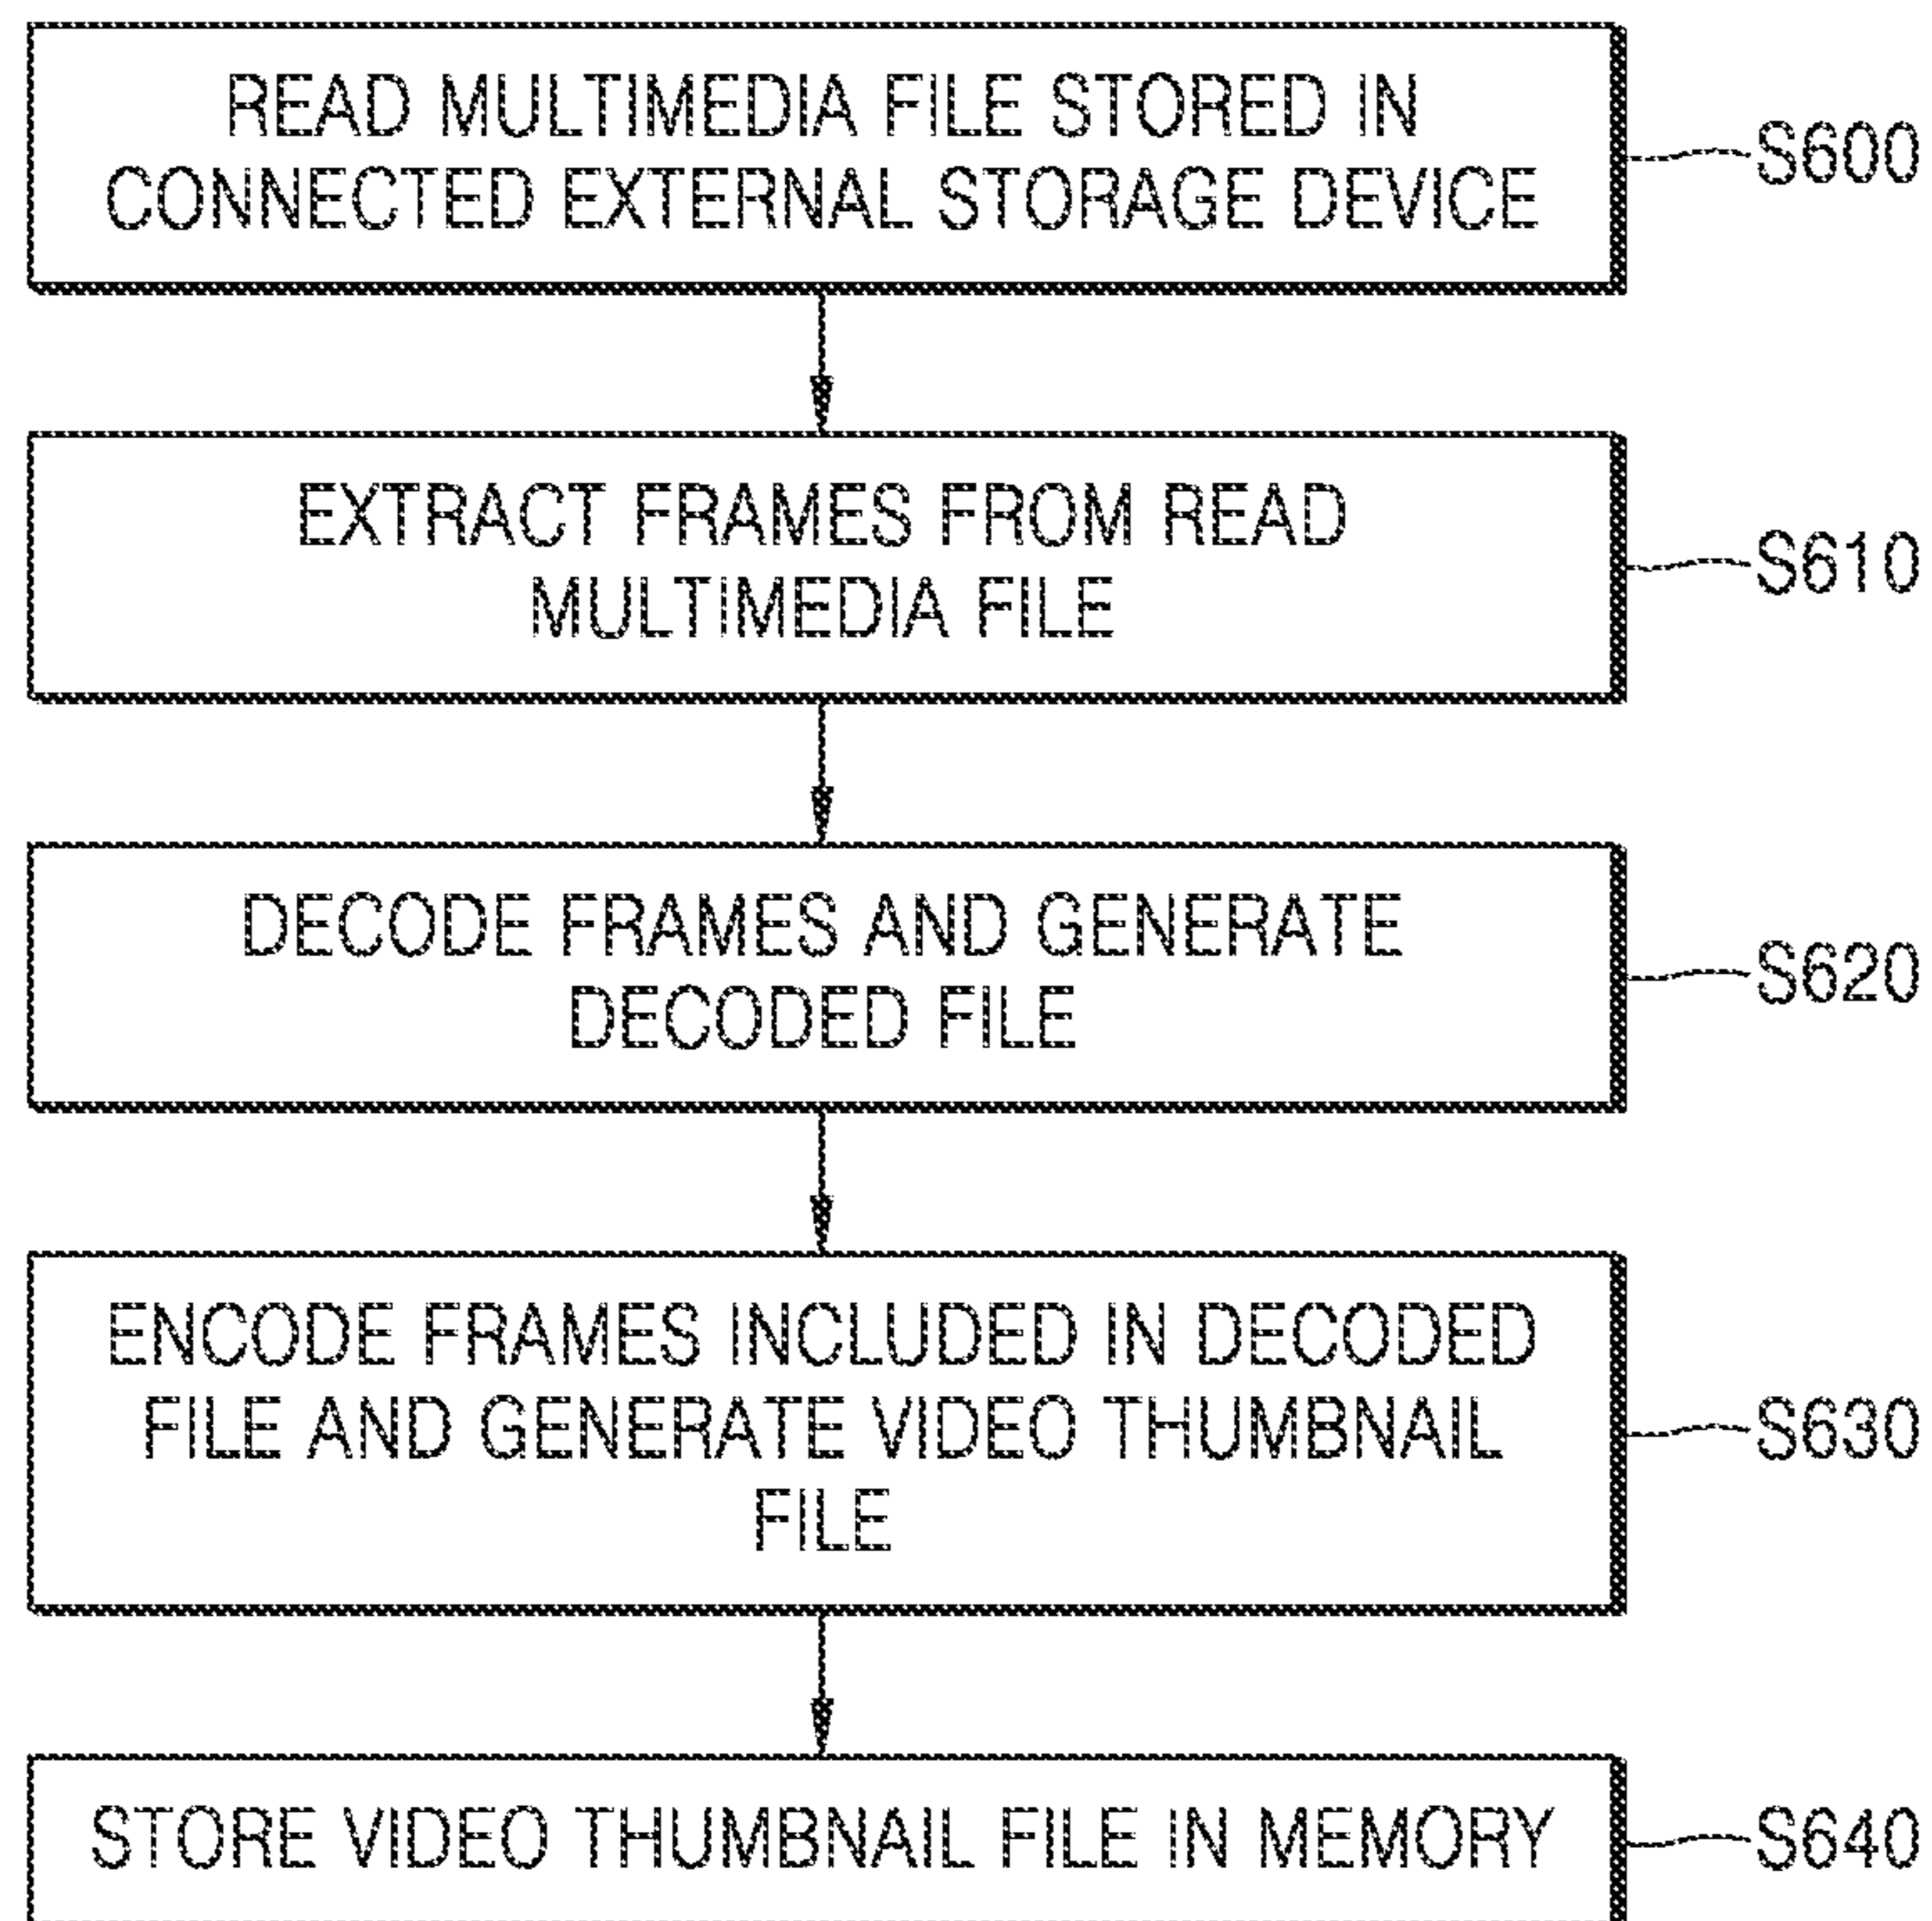 READ MULTIMEDIA FILE STORED IN
CONNECTED EXTERNAL STORAGE DEVICE
S600
EXTRACT FRAMES FROM READ
MULTIMEDIA FILE
S610
DECODE FRAMES AND GENERATE
DECODED FILE
S620
ENCODE FRAMES INCLUDED IN DECODED
FILE AND GENERATE VIDEO THUMBNAIL
FILE
S630
STORE VIDEO THUMBNAIL FILE IN MEMORY
S640